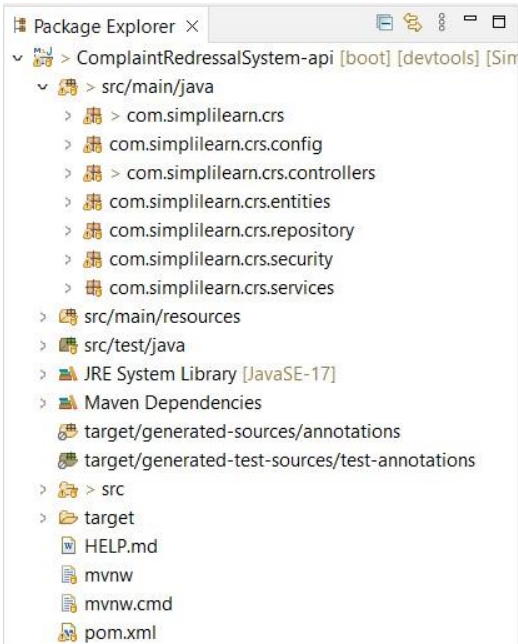 Package Explorer ×
> ComplaintRedressalSystem-api [boot] [devtools] [Sim
> src/main/java
> com.simplilearn.crs
com.simplilearn.crs.config
> com.simplilearn.crs.controllers
com.simplilearn.crs.entities
com.simplilearn.crs.repository
com.simplilearn.crs.security
com.simplilearn.crs.services
src/main/resources
src/test/java
JRE System Library [JavaSE-17]
Maven Dependencies
target/generated-sources/annotations
target/generated-test-sources/test-annotations
> src
target
HELP.md
mvnw
mvnw.cmd
pom.xml